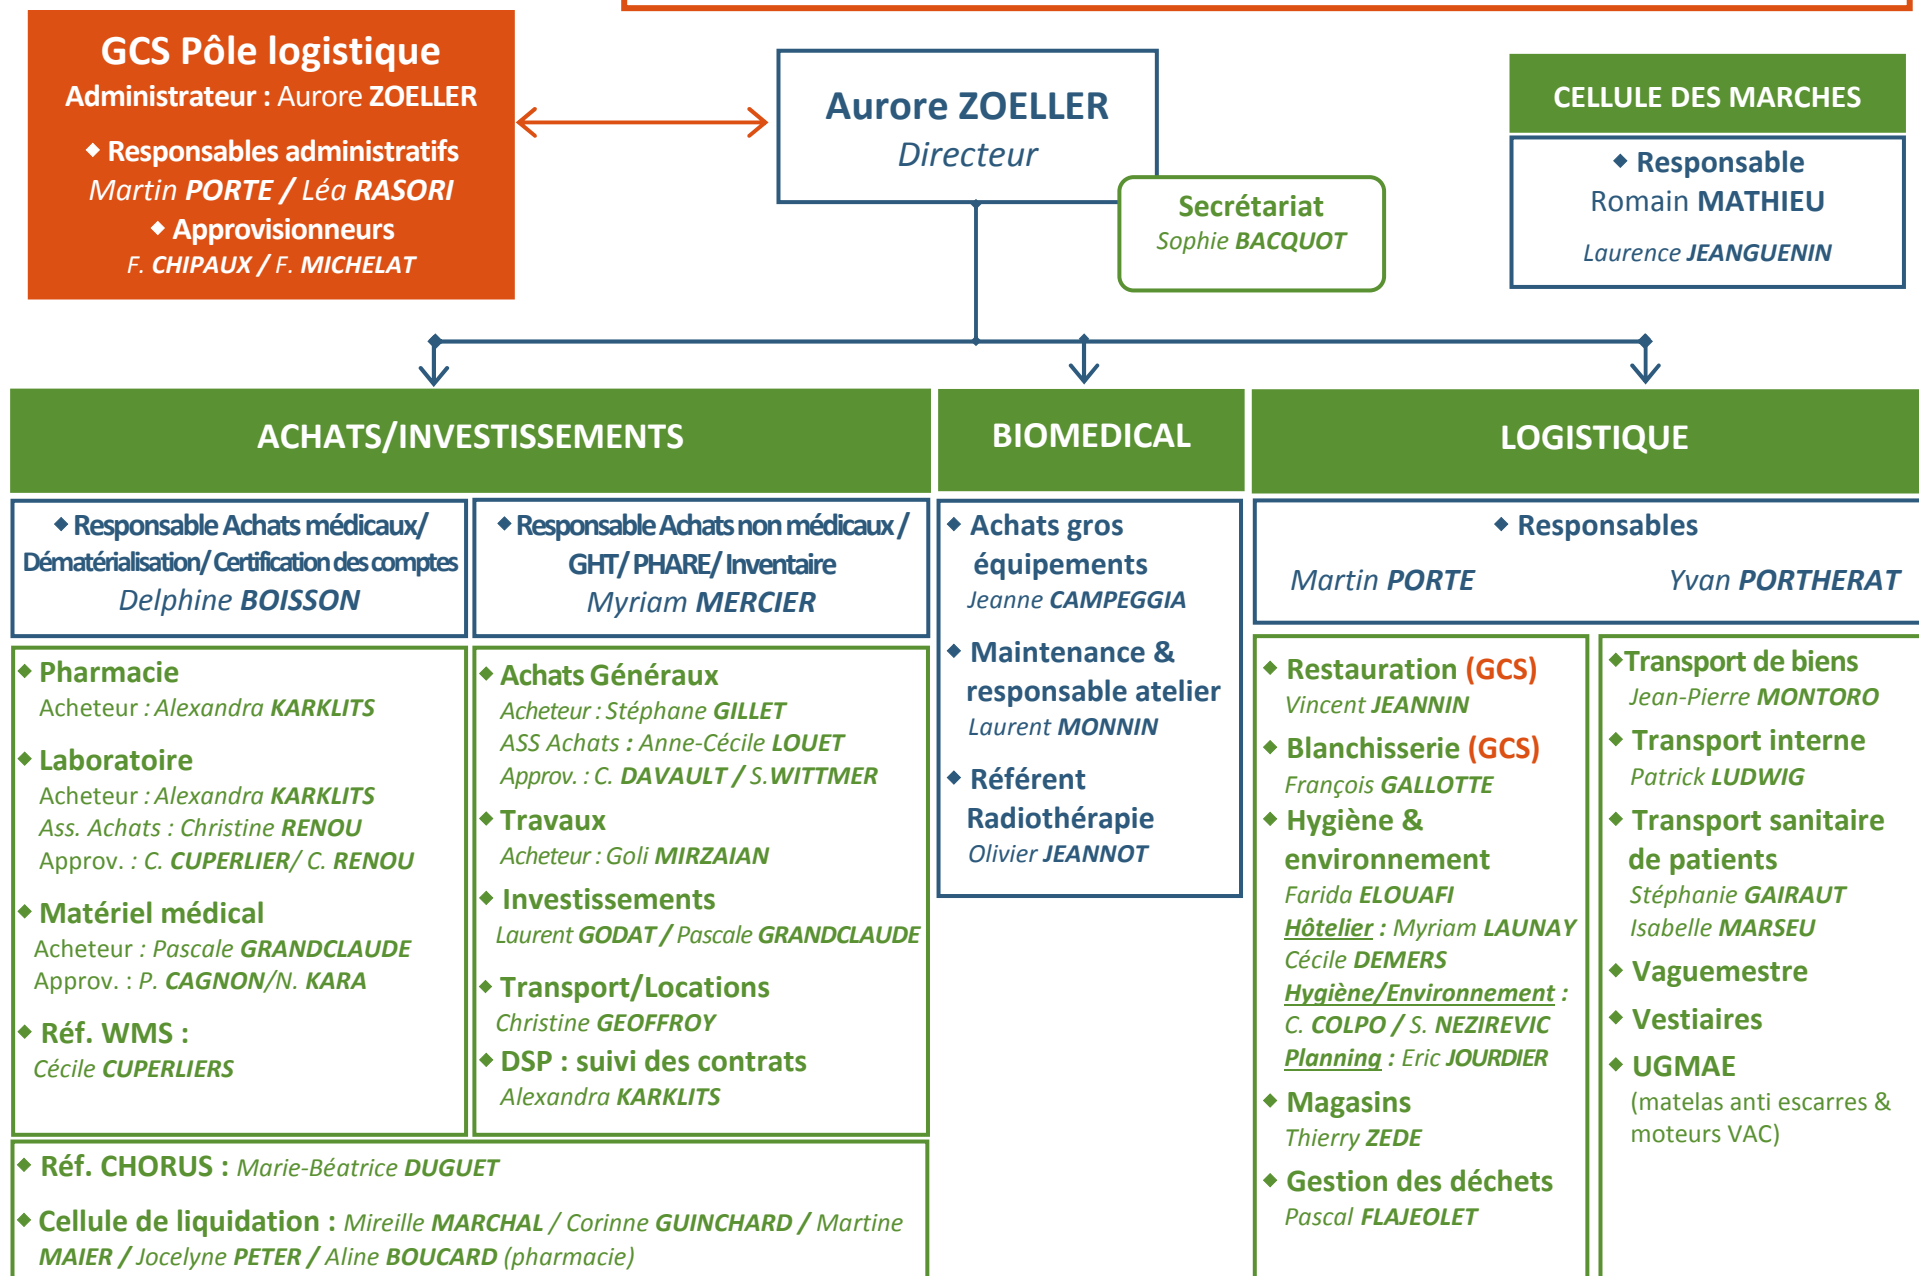 GCS Pôle logistique
Administrateur : Aurore ZOELLER
◆ Responsables administratifs
Martin PORTE / Léa RASORI
◆ Approvisionneurs
F. CHIPAUX / F. MICHELAT
Aurore ZOELLER
Directeur
Secrétariat
Sophie BACQUOT
CELLULE DES MARCHES
◆ Responsable
Romain MATHIEU
Laurence JEANGUENIN
ACHATS/INVESTISSEMENTS
◆ Responsable Achats médicaux/
Dématérialisation/ Certification des comptes
Delphine BOISSON
◆ Responsable Achats non médicaux /
GHT/ PHARE/ Inventaire
Myriam MERCIER
◆ Pharmacie
Acheteur : Alexandra KARKLITS
◆ Laboratoire
Acheteur : Alexandra KARKLITS
Ass. Achats : Christine RENOU
Approv. : C. CUPERLIER/ C. RENOU
◆ Matériel médical
Acheteur : Pascale GRANDCLAUDE
Approv. : P. CAGNON/N. KARA
◆ Réf. WMS :
Cécile CUPERLIERS
◆ Achats Généraux
Acheteur : Stéphane GILLET
ASS Achats : Anne-Cécile LOUET
Approv. : C. DAVAULT / S.WITTMER
◆ Travaux
Acheteur : Goli MIRZAIAN
◆ Investissements
Laurent GODAT / Pascale GRANDCLAUDE
◆ Transport/Locations
Christine GEOFFROY
◆ DSP : suivi des contrats
Alexandra KARKLITS
◆ Réf. CHORUS : Marie-Béatrice DUGUET
◆ Cellule de liquidation : Mireille MARCHAL / Corinne GUINCHARD / Martine
MAIER / Jocelyne PETER / Aline BOUCARD (pharmacie)
BIOMEDICAL
◆ Achats gros
équipements
Jeanne CAMPEGGIA
◆ Maintenance &
responsable atelier
Laurent MONNIN
◆ Référent
Radiothérapie
Olivier JEANNOT
LOGISTIQUE
◆ Responsables
Martin PORTE Yvan PORTHERAT
◆ Restauration (GCS)
Vincent JEANNIN
◆ Blanchisserie (GCS)
François GALLOTTE
◆ Hygiène &
environnement
Farida ELOUAFI
Hôtelier : Myriam LAUNAY
Cécile DEMERS
Hygiène/Environnement :
C. COLPO / S. NEZIREVIC
Planning : Eric JOURDIER
◆ Magasins
Thierry ZEDE
◆ Gestion des déchets
Pascal FLAJEOLET
◆Transport de biens
Jean-Pierre MONTORO
◆ Transport interne
Patrick LUDWIG
◆ Transport sanitaire
de patients
Stéphanie GAIRAUT
Isabelle MARSEU
◆ Vaguemestre
◆ Vestiaires
◆ UGMAE
(matelas anti escarres &
moteurs VAC)